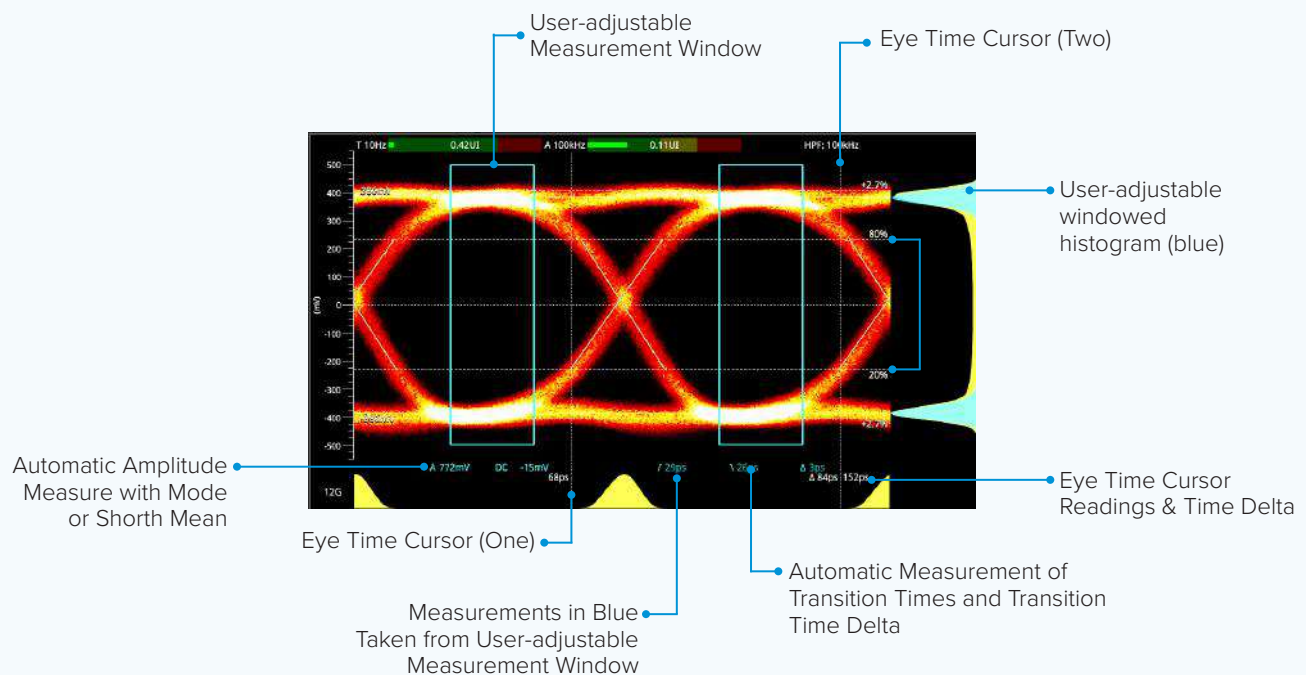 User-adjustable
Measurement Window
Eye Time Cursor (Two)
T 10Hz 0.42UI A 100kHz 0.11UI HPF: 100kHz
500
400
300
200
100
0
-100
-200
-300
-400
-500
(mV)
+2.7%
80%
20%
+2.7%
User-adjustable
windowed
histogram (blue)
A 772mV DC -15mV
29ps
3ps
68ps
Δ 84ps 152ps
12G
Automatic Amplitude
Measure with Mode
or Shorth Mean
Eye Time Cursor (One)
Eye Time Cursor
Readings & Time Delta
Automatic Measurement of
Transition Times and Transition
Time Delta
Measurements in Blue
Taken from User-adjustable
Measurement Window